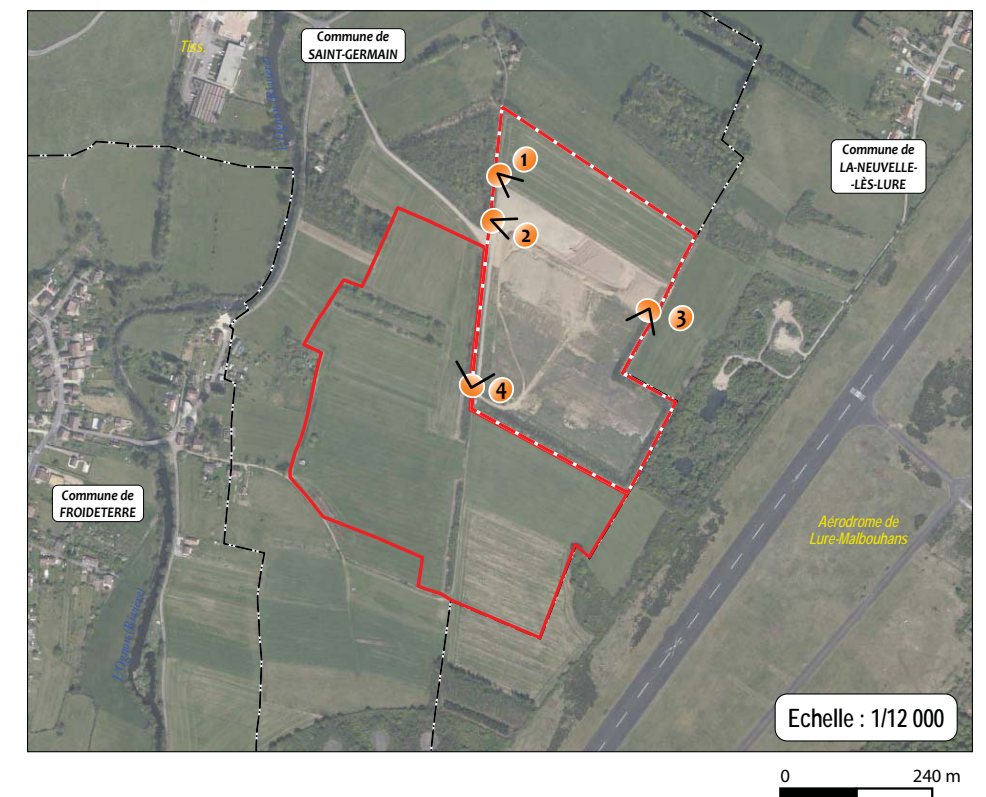 Commune de
SAINT-GERMAIN
Tiss.
Commune de
LA-NEUVELLE-
-LÈS-LURE
1
2
3
4
Commune de
FROIDETERRE
Aérodrome de
Lure-Malbouhans
Echelle : 1/12 000
0 240 m